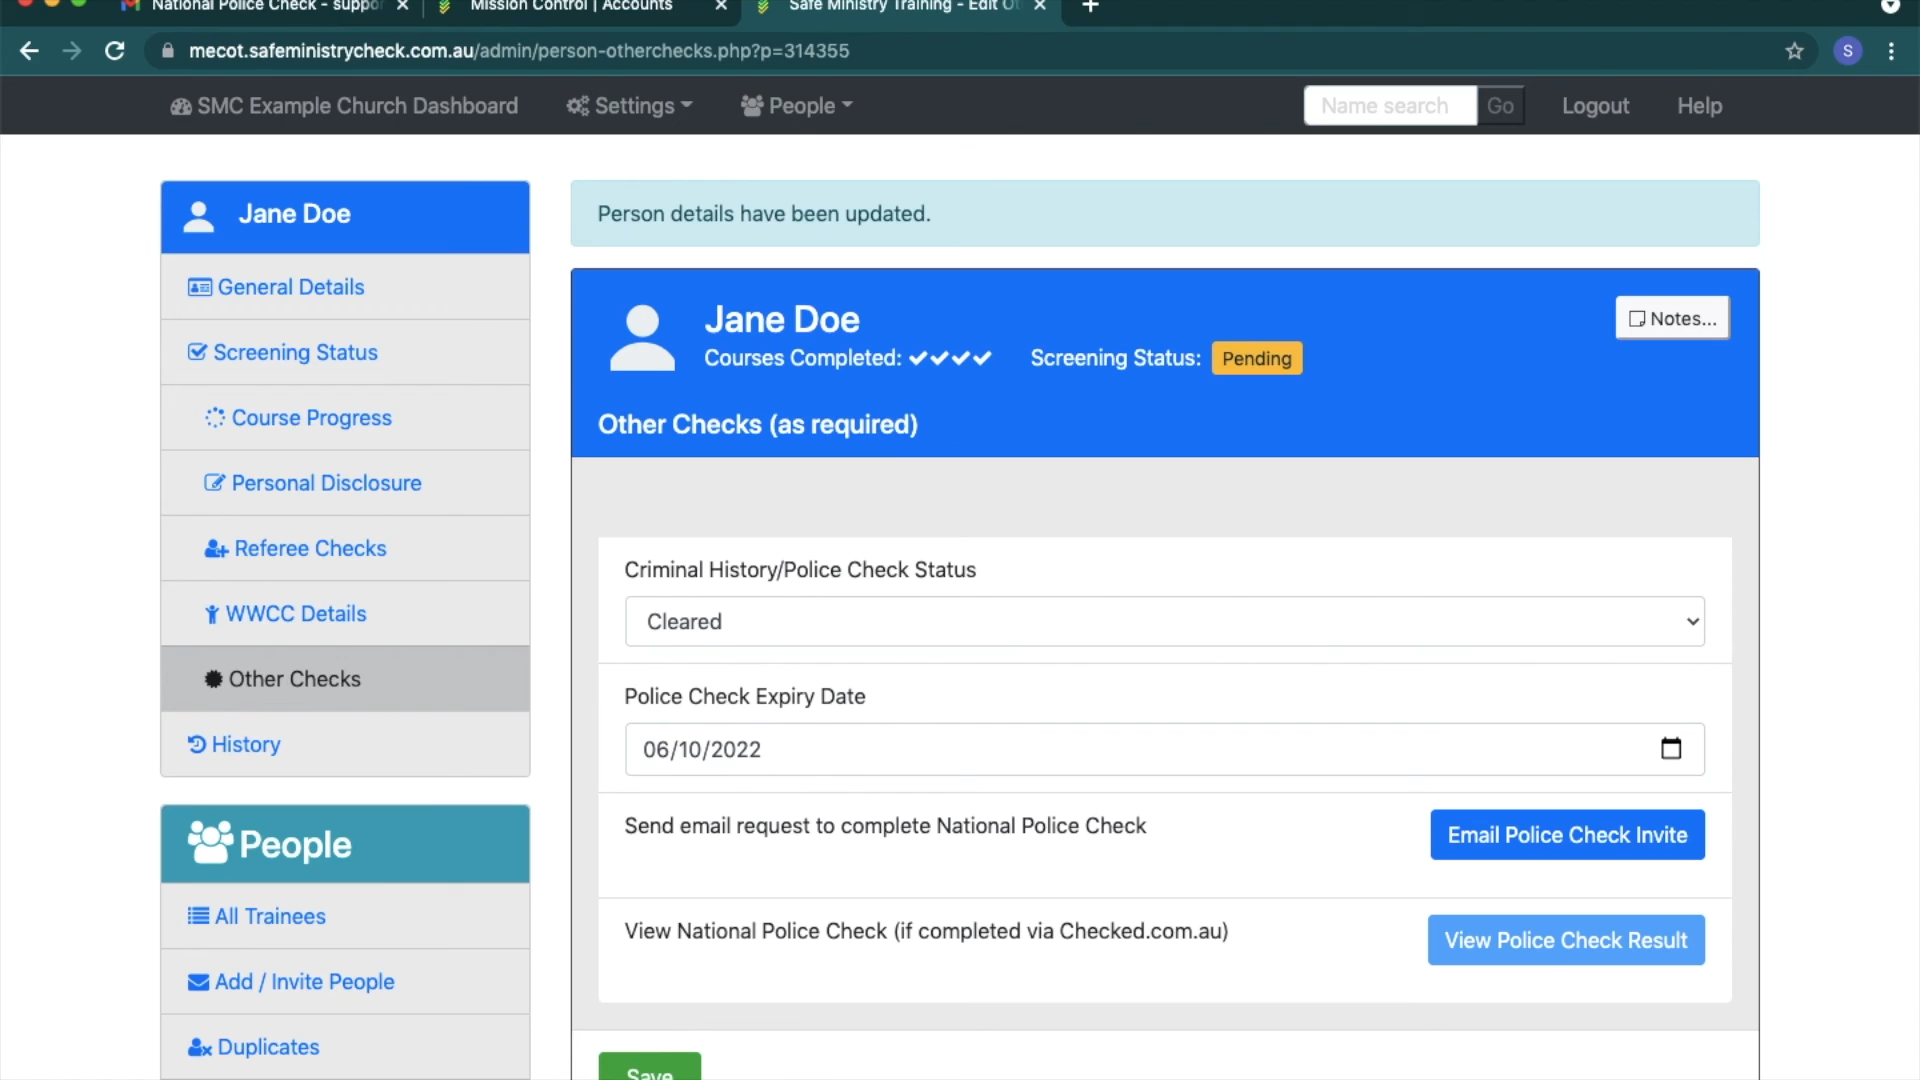 National Police Check - suppor
Mission Control | Accounts
Safe Ministry Training - Edit Ot
mecot.safeministrycheck.com.au/admin/person-otherchecks.php?p=314355
S
SMC Example Church Dashboard
Settings
People
Name search
Go
Logout
Help
Jane Doe
General Details
Screening Status
Course Progress
Personal Disclosure
Referee Checks
WWCC Details
Other Checks
History
People
All Trainees
Add / Invite People
Duplicates
Person details have been updated.
Jane Doe
Notes...
Courses Completed:
Screening Status: Pending
Other Checks (as required)
Criminal History/Police Check Status
Cleared
Police Check Expiry Date
06/10/2022
Send email request to complete National Police Check
Email Police Check Invite
View National Police Check (if completed via Checked.com.au)
View Police Check Result
Save